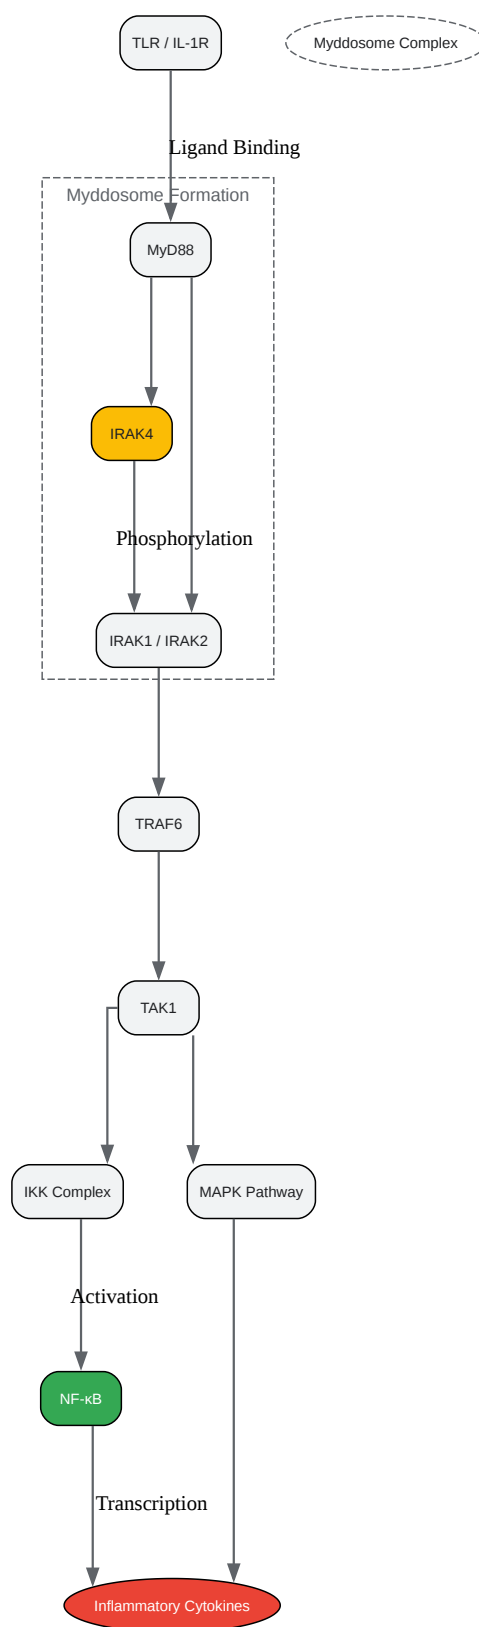 TLR / IL-1R
Myddosome Complex
Ligand Binding
Myddosome Formation
MyD88
IRAK4
Phosphorylation
IRAK1 / IRAK2
TRAF6
TAK1
IKK Complex
MAPK Pathway
Activation
NF-κB
Transcription
Inflammatory Cytokines